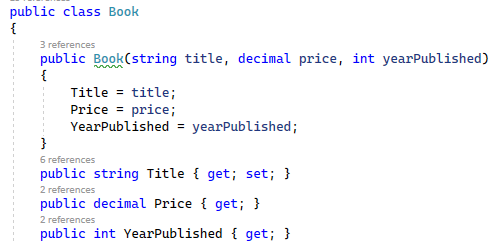 public class Book
{
3 references
public Book(string title, decimal price, int yearPublished)
{
Title = title;
Price = price;
YearPublished = yearPublished;
}
6 references
public string Title { get; set; }
2 references
public decimal Price { get; }
2 references
public int YearPublished { get; }